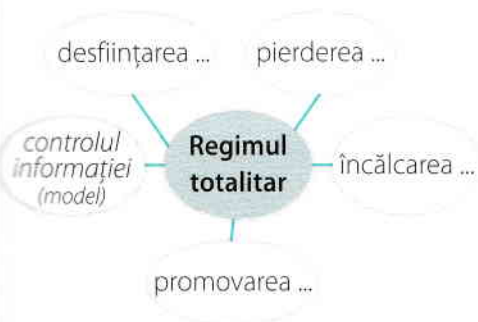 desființarea ...
pierderea ...
controlul
informației
(model)
Regimul
totalitar
încălcarea ...
promovarea ...